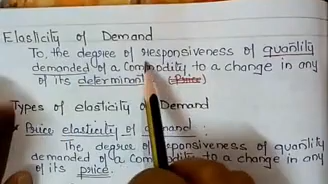 Elasticity of Demand
To, the degree of responsiveness of quantity
demanded of a Commodity to a change in any
of its determinant (Price)
Types of elasticity of Demand
* Price elasticity of Demand :
The degree of responsiveness of quantity
demanded of a Commodity to a change in any
of its price.